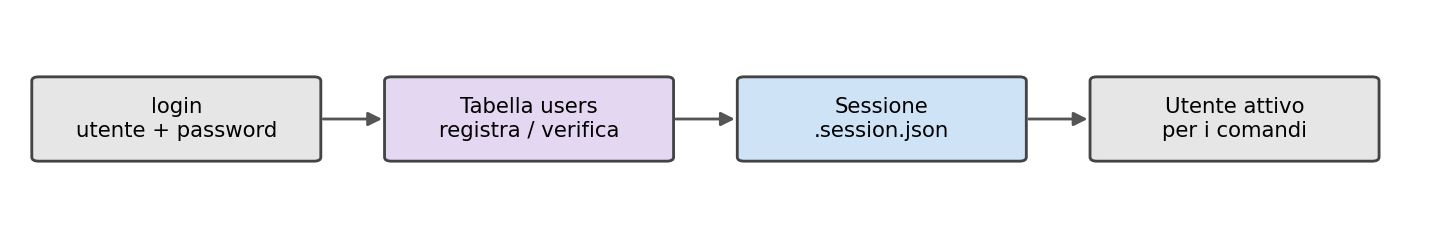 login
utente + password
Tabella users
registra / verifica
Sessione
.session.json
Utente attivo
per i comandi